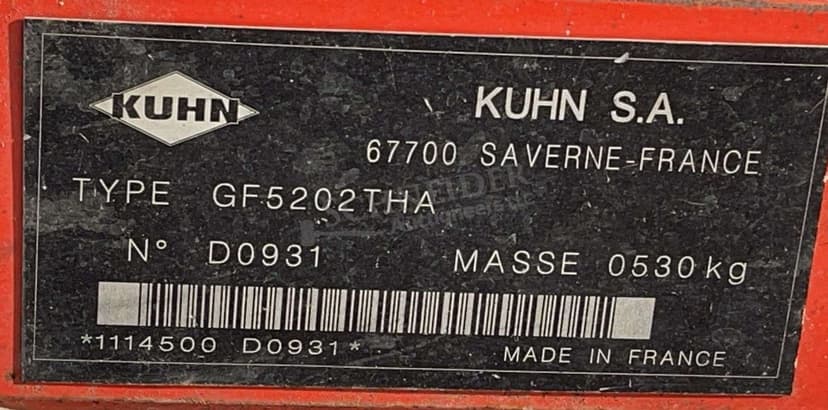 KUHN
KUHN S.A.
67700 SAVERNE-FRANCE
TYPE GF5202THA
N° D0931 MASSE 0530kg
*1114500 D0931*
MADE IN FRANCE